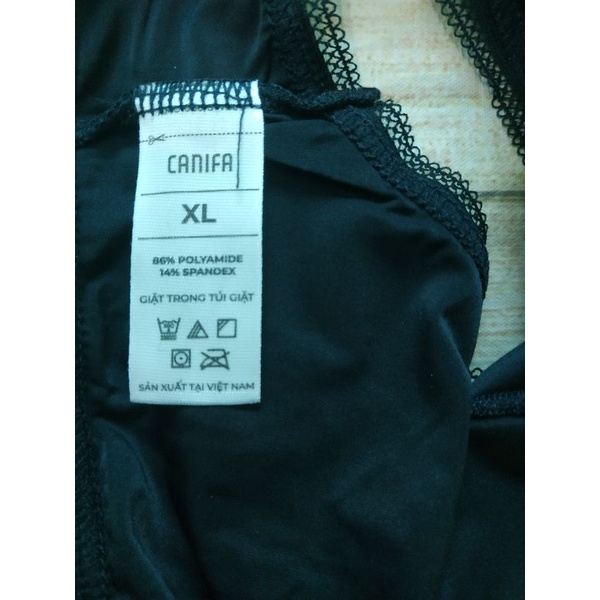 CANIFA
XL
86% POLYAMIDE
14% SPANDEX
GIẶT TRONG TÚI GIẶT
SẢN XUẤT TẠI VIỆT NAM